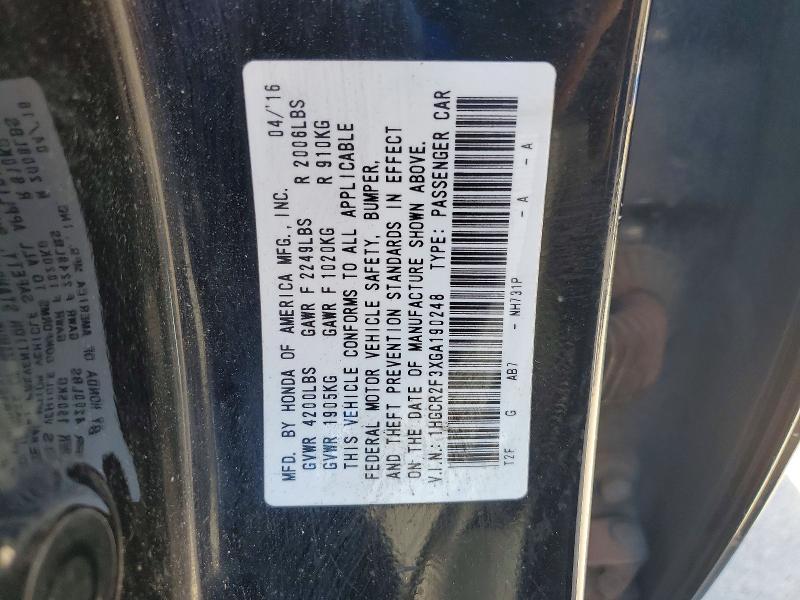 MFD. BY HONDA OF AMERICA MFG., INC. 04/'16
GVWR 4200LBS GAWR F 2249LBS R 2006LBS
GVWR 1905KG GAWR F 1020KG R 910KG
THIS VEHICLE CONFORMS TO ALL APPLICABLE
FEDERAL MOTOR VEHICLE SAFETY, BUMPER,
AND THEFT PREVENTION STANDARDS IN EFFECT
ON THE DATE OF MANUFACTURE SHOWN ABOVE.
V.I.N.: 1HGCR2F3XGA190248 TYPE: PASSENGER CAR
T2F G AB7 - NH731P - A - A